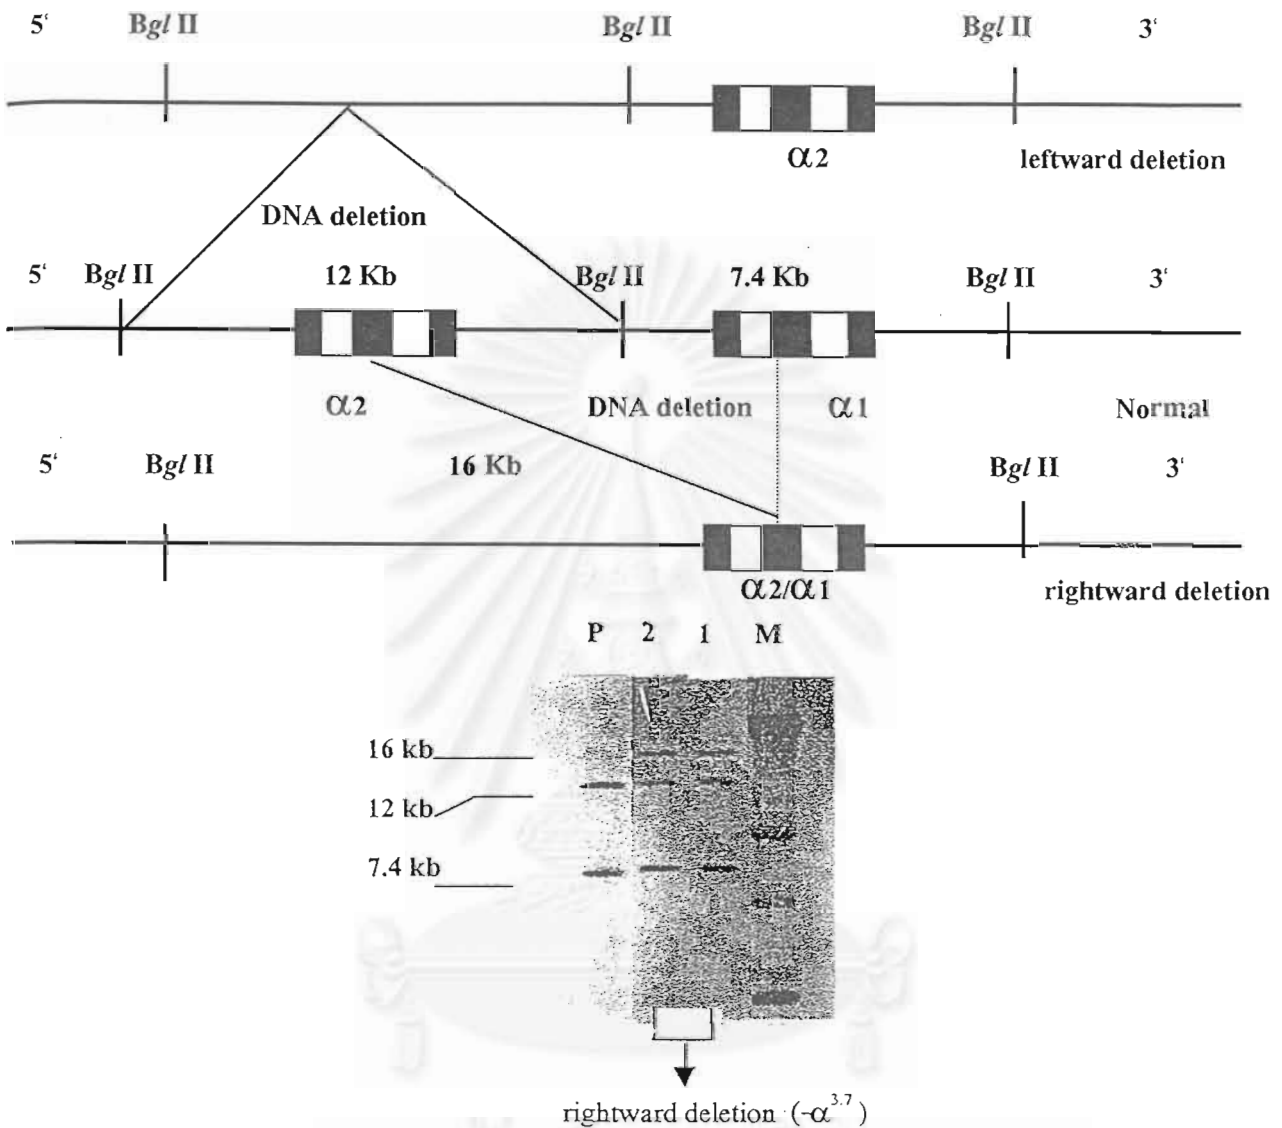 5' Bgl II Bgl II Bgl II 3'
α2
leftward deletion
DNA deletion
5' Bgl II 12 Kb Bgl II 7.4 Kb Bgl II 3'
α2 DNA deletion α1 Normal
5' Bgl II 16 Kb Bgl II 3'
α2/α1
rightward deletion
P 2 1 M
16 kb
12 kb
7.4 kb
rightward deletion (-α3.7)